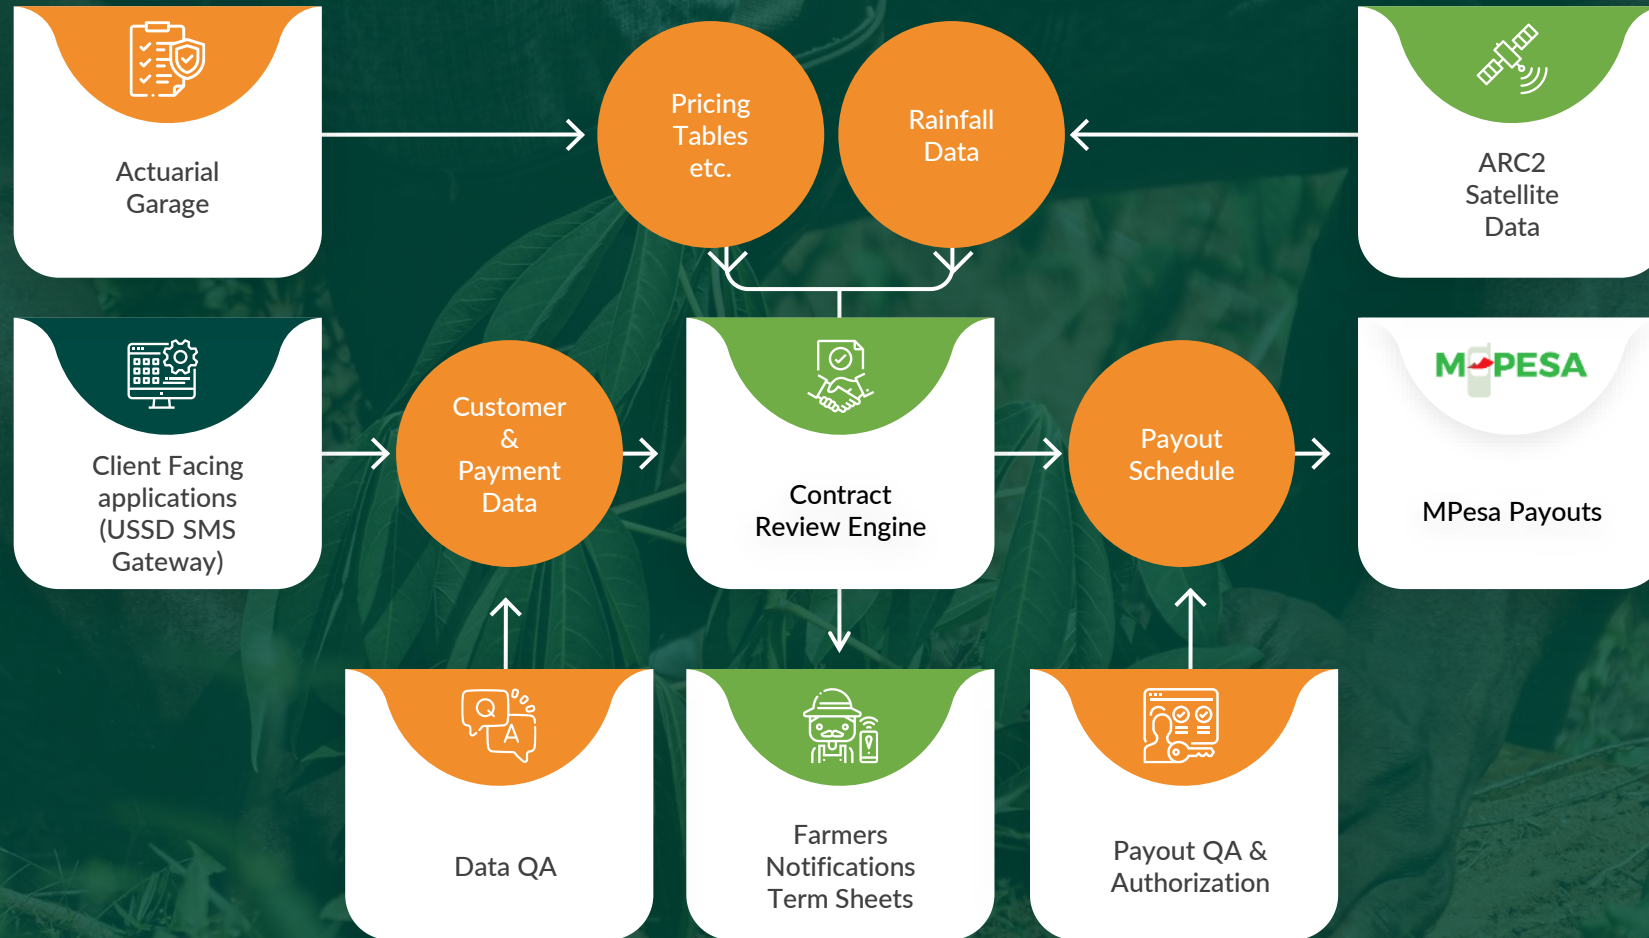 Actuarial
Garage
Pricing
Tables
etc.
Rainfall
Data
ARC2
Satellite
Data
Client Facing
applications
(USSD SMS
Gateway)
Customer
&
Payment
Data
Contract
Review Engine
Payout
Schedule
M-PESA
MPesa Payouts
Q
A
Data QA
Farmers
Notifications
Term Sheets
Payout QA &
Authorization